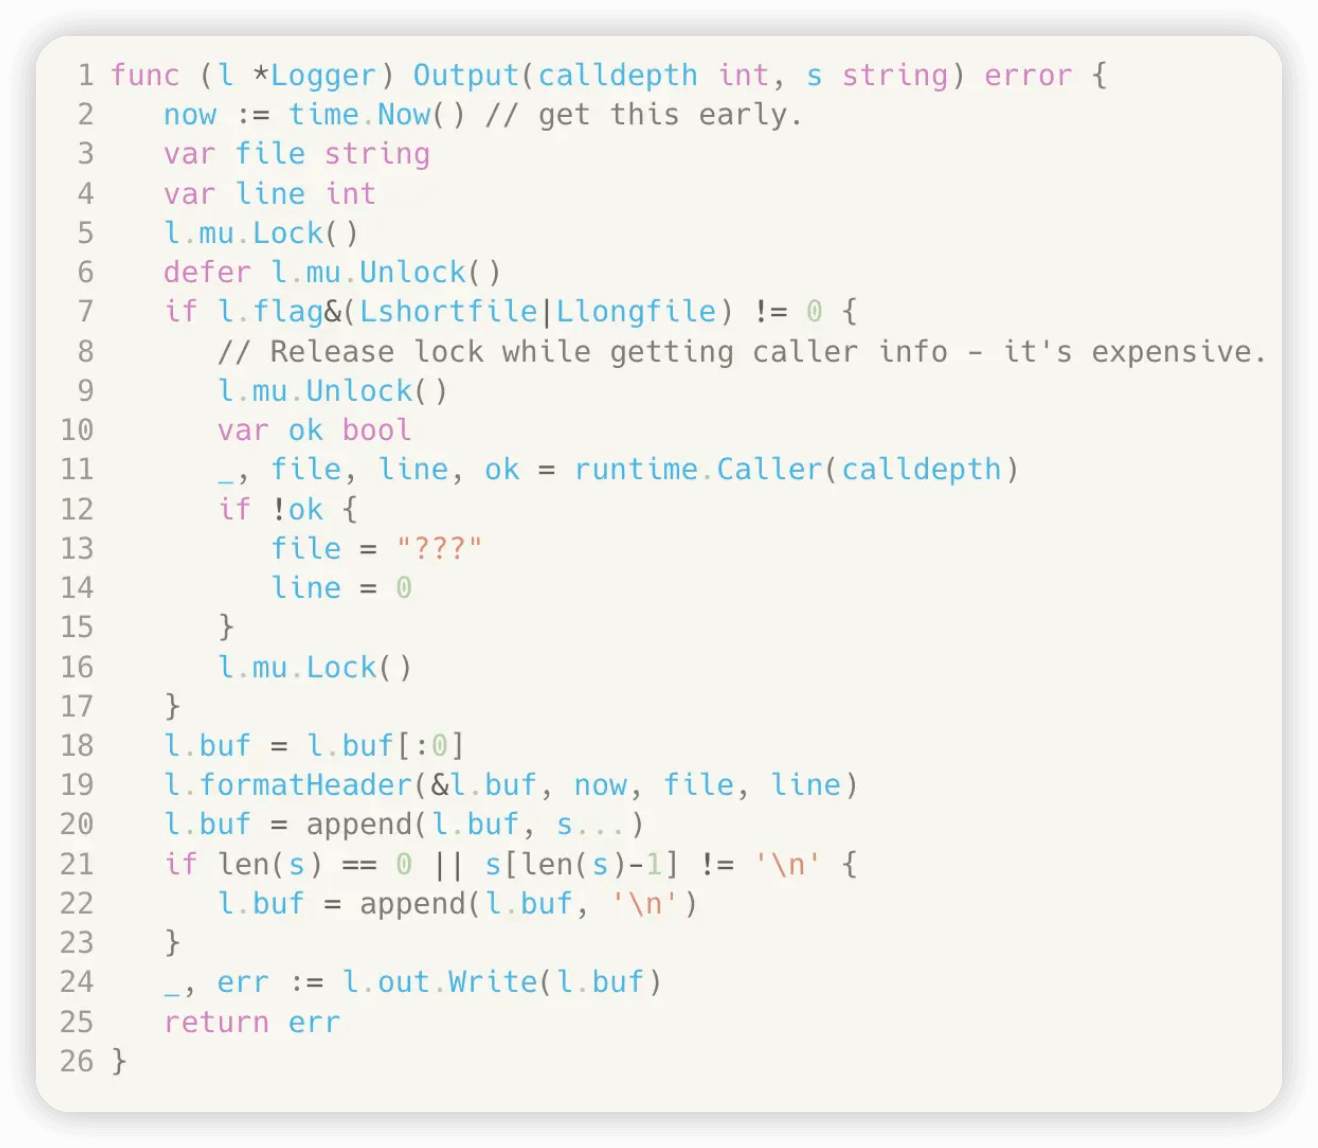 1 func (l *Logger) Output(calldepth int, s string) error {
2    now := time.Now() // get this early.
3    var file string
4    var line int
5    l.mu.Lock()
6    defer l.mu.Unlock()
7    if l.flag&(Lshortfile|Llongfile) != 0 {
8       // Release lock while getting caller info - it's expensive.
9       l.mu.Unlock()
10       var ok bool
11       _, file, line, ok = runtime.Caller(calldepth)
12       if !ok {
13          file = "???"
14          line = 0
15       }
16       l.mu.Lock()
17    }
18    l.buf = l.buf[:0]
19    l.formatHeader(&l.buf, now, file, line)
20    l.buf = append(l.buf, s...)
21    if len(s) == 0 || s[len(s)-1] != '\n' {
22       l.buf = append(l.buf, '\n')
23    }
24    _, err := l.out.Write(l.buf)
25    return err
26 }